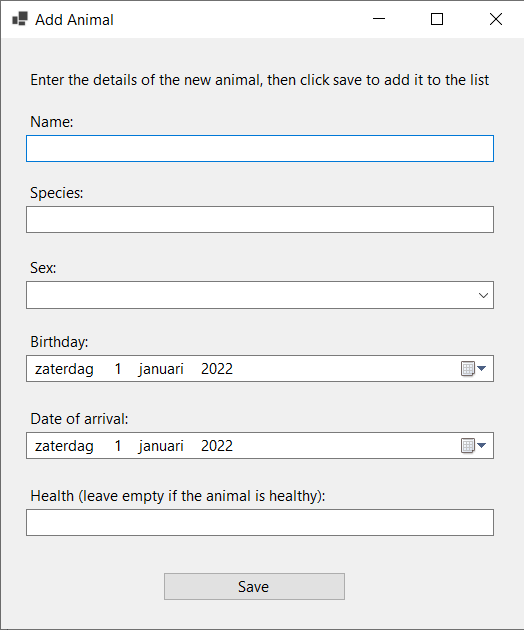 Add Animal
Enter the details of the new animal, then click save to add it to the list
Name:
Species:
Sex:
Birthday:
zaterdag 1 januari 2022
Date of arrival:
zaterdag 1 januari 2022
Health (leave empty if the animal is healthy):
Save